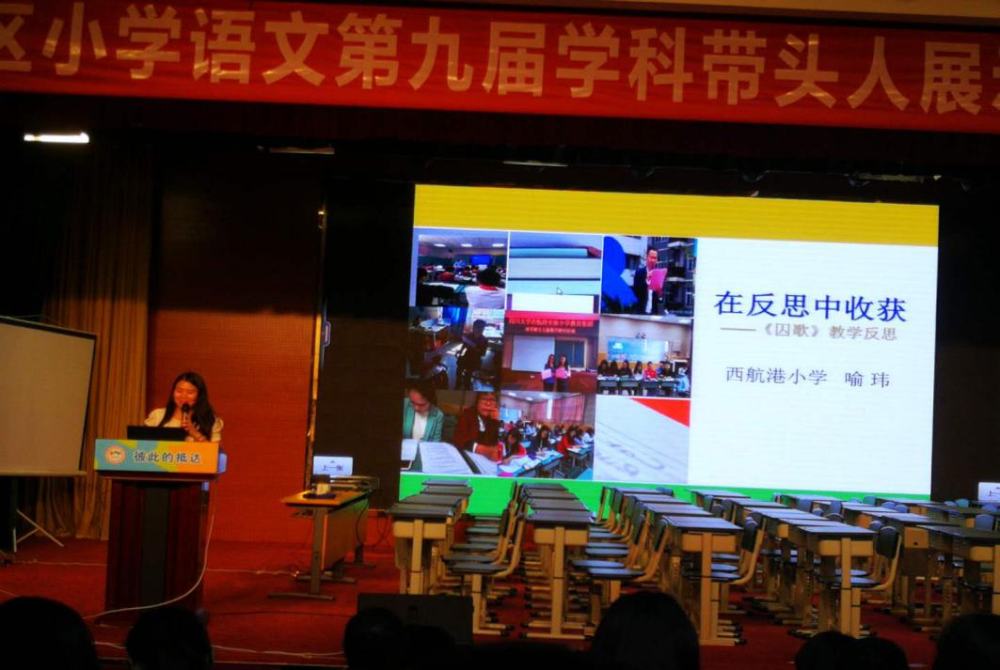 区小学语文第九届学科带头人展
在反思中收获
——《囚歌》教学反思
西航港小学 喻玮
彼此的抵达
上一张